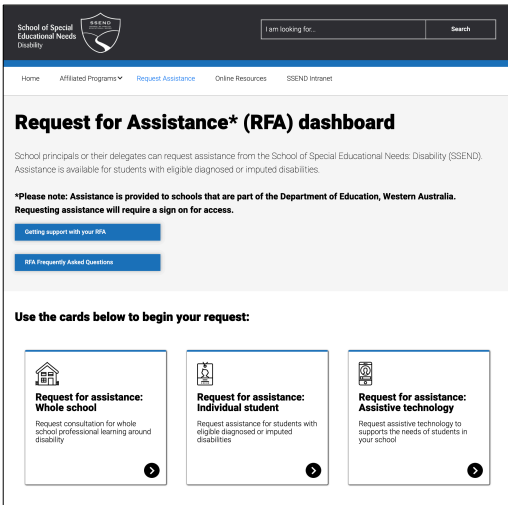 School of Special
Educational Needs
Disability
SSEND
I am looking for...
Search
Home
Affiliated Programs
Request Assistance
Online Resources
SSEND Intranet
Request for Assistance* (RFA) dashboard
School principals or their delegates can request assistance from the School of Special Educational Needs: Disability (SSEND).
Assistance is available for students with eligible diagnosed or imputed disabilities.
*Please note: Assistance is provided to schools that are part of the Department of Education, Western Australia.
Requesting assistance will require a sign on for access.
Getting support with your RFA
RFA Frequently Asked Questions
Use the cards below to begin your request:
Request for assistance:
Whole school
Request consultation for whole
school professional learning around
disability
Request for assistance:
Individual student
Request assistance for students with
eligible diagnosed or imputed
disabilities
Request for assistance:
Assistive technology
Request assistive technology to
supports the needs of students in
your school